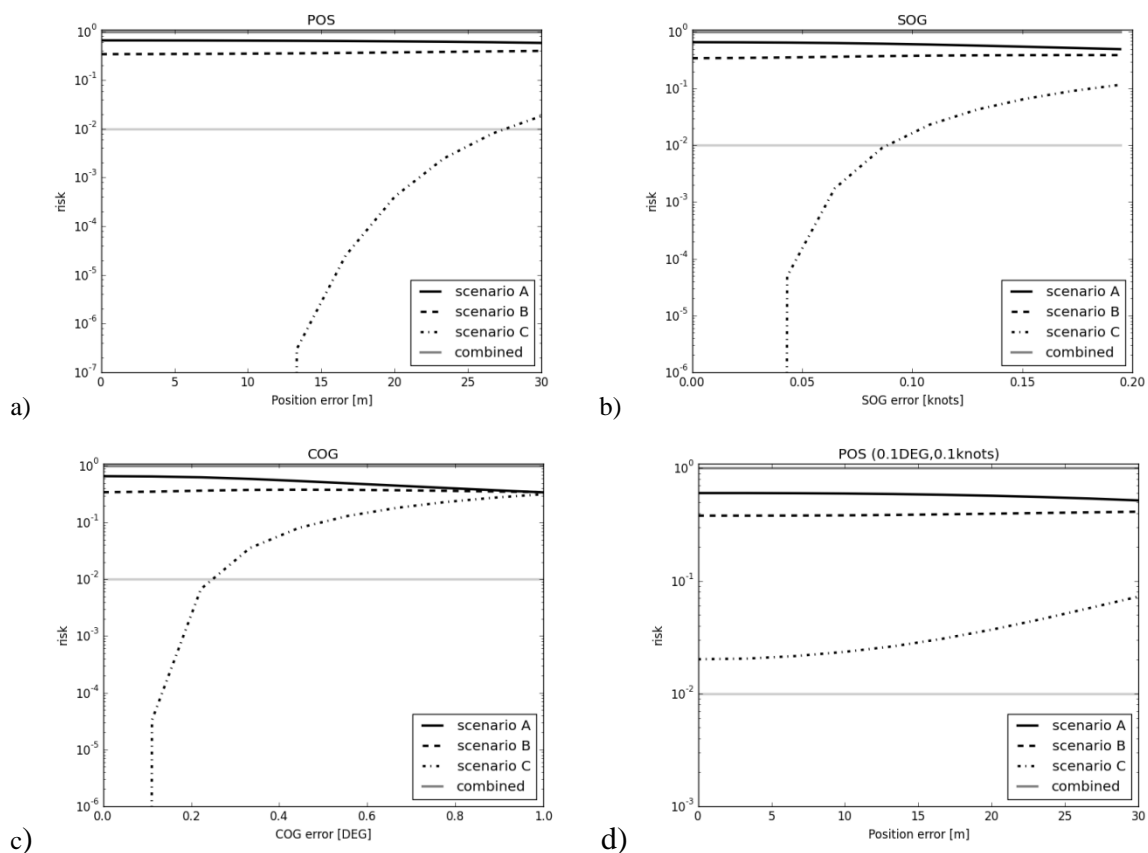 POS
10^0
10^-1
10^-2
10^-3
10^-4
10^-5
10^-6
10^-7
risk
0 5 10 15 20 25 30
Position error [m]
scenario A
scenario B
scenario C
combined
a)
SOG
10^0
10^-1
10^-2
10^-3
10^-4
10^-5
10^-6
risk
0.00 0.05 0.10 0.15 0.20
SOG error [knots]
scenario A
scenario B
scenario C
combined
b)
COG
10^0
10^-1
10^-2
10^-3
10^-4
10^-5
10^-6
risk
0.0 0.2 0.4 0.6 0.8 1.0
COG error [DEG]
scenario A
scenario B
scenario C
combined
c)
POS (0.1DEG,0.1knots)
10^0
10^-1
10^-2
10^-3
risk
0 5 10 15 20 25 30
Position error [m]
scenario A
scenario B
scenario C
combined
d)